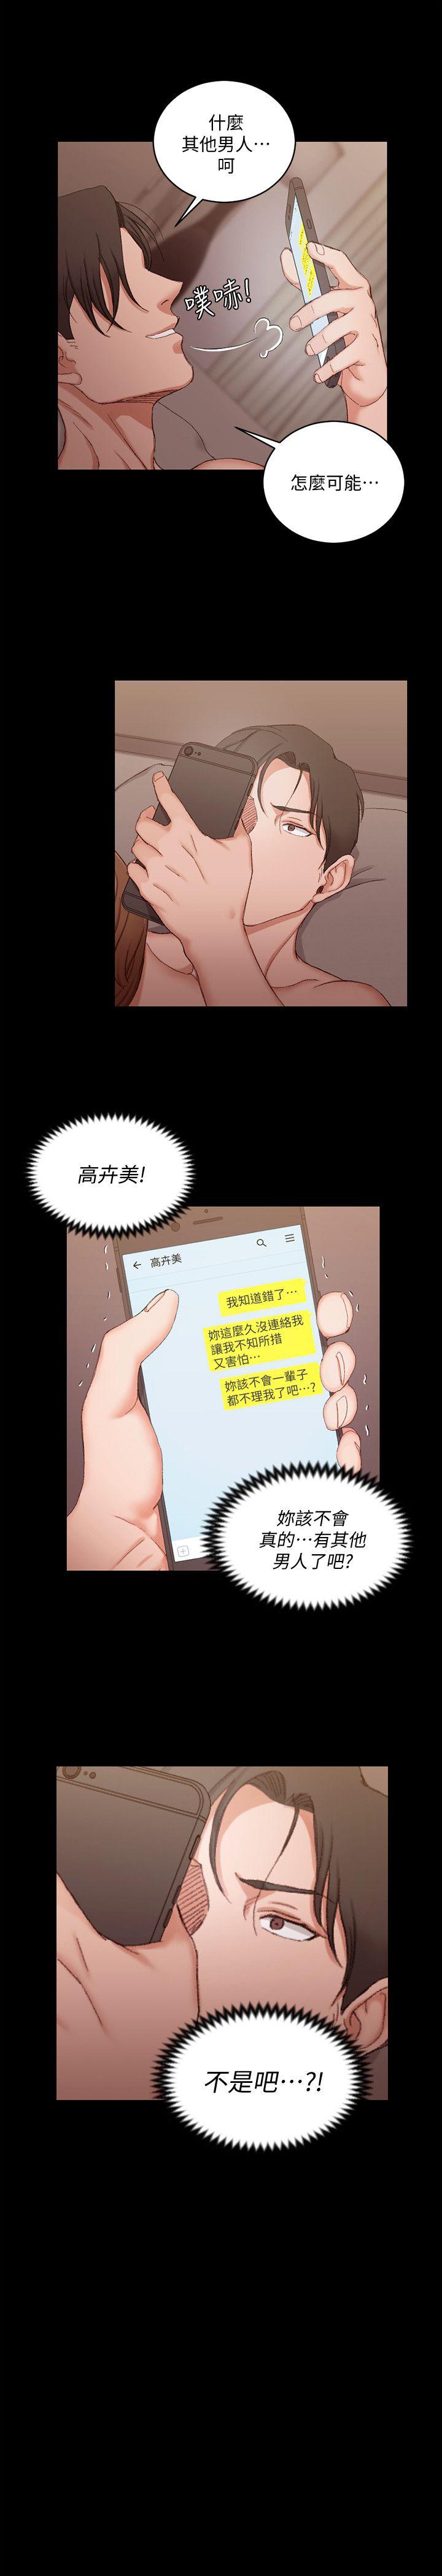 什麼
其他男人⋯
呵
噗哧!
怎麼可能⋯
高卉美!
高卉美
我知道錯了⋯
妳這麼久沒連絡我
讓我不知所措
又害怕⋯
妳該不會一輩子
都不理我了吧⋯?
妳該不會
真的⋯有其他
男人了吧?
不是吧⋯?!